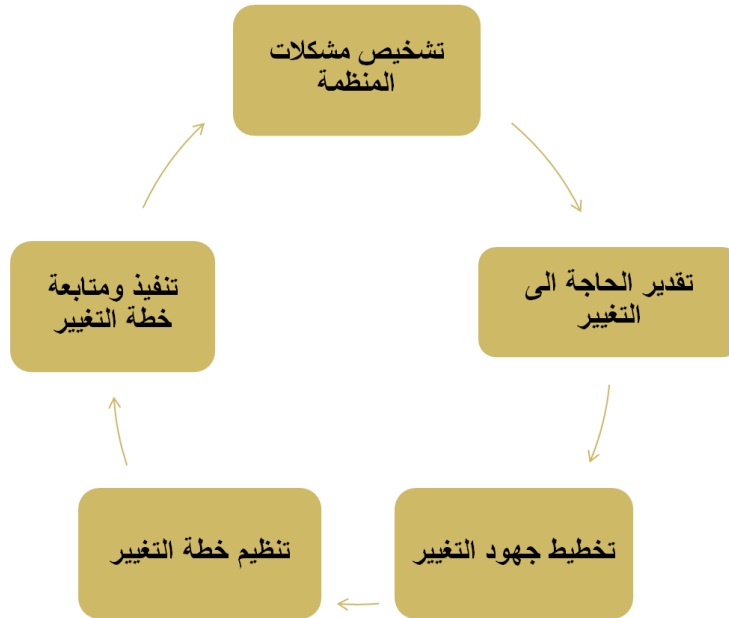 تشخيص مشكلات
المنظمة
تقدير الحاجة الى
التغيير
تخطيط جهود التغيير
تنظيم خطة التغيير
تنفيذ ومتابعة
خطة التغيير